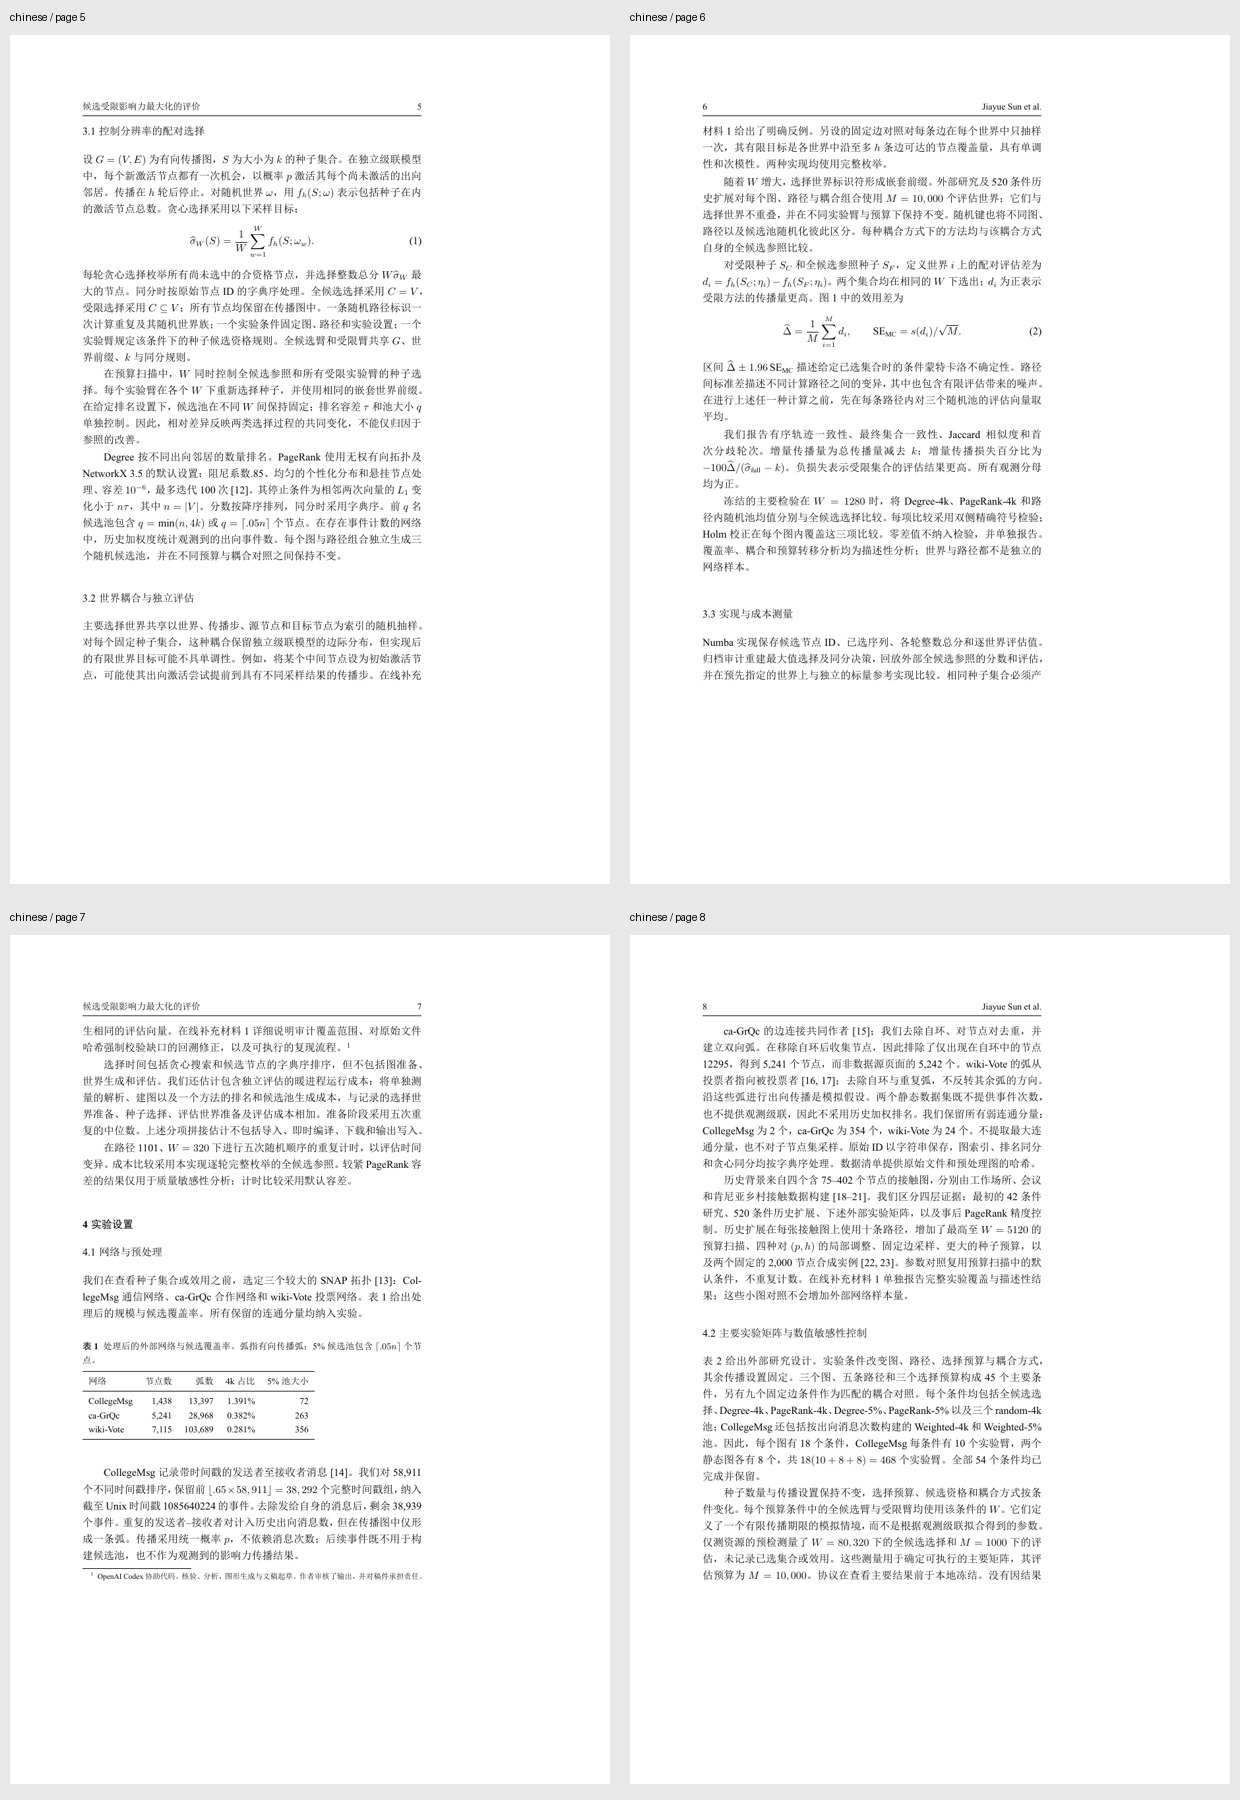 chinese / page 5
候选受限影响力最大化的评价 5
3.1 控制分辨率的配对选择
设 G = (V, E) 为有向传播图，S 为大小为 k 的种子集合。在独立级联模型
中，每个新激活节点都有一次机会，以概率 p 激活其每个尚未激活的出向
邻居。传播在 h 轮后停止。对随机世界 ω，用 f_h(S; ω) 表示包括种子在内
的激活节点总数。贪心选择采用以下采样目标：
σ̂_W(S) = 1/W ∑_{w=1}^{W} f_h(S; ω_w). (1)
每轮贪心选择枚举所有尚未选中的合资格节点，并选择整数总分 Wσ̂_W 最
大的节点。同分时按原始节点 ID 的字典序处理。全候选选择采用 C = V，
受限选择采用 C ⊆ V；所有节点均保留在传播图中。一条随机路径标识一
次计算重复及其随机世界族；一个实验条件固定图、路径和实验设置；一个
实验臂规定该条件下的种子候选资格规则。全候选臂和受限臂共享 G、世
界前缀、k 与同分规则。
在预算扫描中，W 同时控制全候选参照和所有受限实验臂的种子选
择。每个实验臂在各个 W 下重新选择种子，并使用相同的嵌套世界前缀。
在给定排名设置下，候选池在不同 W 间保持固定；排名容差 τ 和池大小 q
单独控制。因此，相对差异反映两类选择过程的共同变化，不能仅归因于
参照的改善。
Degree 按不同出向邻居的数量排名。PageRank 使用无权有向拓扑及
NetworkX 3.5 的默认设置：阻尼系数.85、均匀的个性化分布和悬挂节点处
理、容差 10⁻⁶，最多迭代 100 次 [12]。其停止条件为相邻两次向量的 L₁ 变
化小于 nτ，其中 n = |V|。分数按降序排列，同分时采用字典序。前 q 名
候选池包含 q = min(n, 4k) 或 q = ⌈.05n⌉ 个节点。在存在事件计数的网络
中，历史加权度统计观测到的出向事件数。每个图与路径组合独立生成三
个随机候选池，并在不同预算与耦合对照之间保持不变。
3.2 世界耦合与独立评估
主要选择世界共享以世界、传播步、源节点和目标节点为索引的随机抽样。
对每个固定种子集合，这种耦合保留独立级联模型的边际分布，但实现后
的有限世界目标可能不具单调性。例如，将某个中间节点设为初始激活节
点，可能使其出向激活尝试提前到具有不同采样结果的传播步。在线补充
chinese / page 6
6 Jiayue Sun et al.
材料 1 给出了明确反例。另设的固定边对照对每条边在每个世界中只抽样
一次，其有限目标是各世界中沿至多 h 条边可达的节点覆盖量，具有单调
性和次模性。两种实现均使用完整枚举。
随着 W 增大，选择世界标识符形成嵌套前缀。外部研究及 520 条件历
史扩展对每个图、路径与耦合组合使用 M = 10,000 个评估世界；它们与
选择世界不重叠，并在不同实验臂与预算下保持不变。随机键也将不同图、
路径以及候选池随机化彼此区分。每种耦合方式下的方法均与该耦合方式
自身的全候选参照比较。
对受限种子 S_C 和全候选参照种子 S_F，定义世界 i 上的配对评估差为
d_i = f_h(S_C; η_i) − f_h(S_F; η_i)。两个集合均在相同的 W 下选出；d_i 为正表示
受限方法的传播量更高。图 1 中的效用差为
Δ̂ = 1/M ∑_{i=1}^{M} d_i, SE_MC = s(d_i)/√M. (2)
区间 Δ̂ ± 1.96 SE_MC 描述给定已选集合时的条件蒙特卡洛不确定性。路径
间标准差描述不同计算路径之间的变异，其中也包含有限评估带来的噪声。
在进行上述任一种计算之前，先在每条路径内对三个随机池的评估向量取
平均。
我们报告有序轨迹一致性、最终集合一致性、Jaccard 相似度和首
次分歧轮次。增量传播量为总传播量减去 k；增量传播损失百分比为
−100Δ̂/(σ̂_full − k)。负损失表示受限集合的评估结果更高。所有观测分母
均为正。
冻结的主要检验在 W = 1280 时，将 Degree-4k、PageRank-4k 和路
径内随机池均值分别与全候选选择比较。每项比较采用双侧精确符号检验；
Holm 校正在每个图内覆盖这三项比较。零差值不纳入检验，并单独报告。
覆盖率、耦合和预算转移分析均为描述性分析；世界与路径都不是独立的
网络样本。
3.3 实现与成本测量
Numba 实现保存候选节点 ID、已选序列、各轮整数总分和逐世界评估值。
归档审计重建最大值选择及同分决策，回放外部全候选参照的分数和评估，
并在预先指定的世界上与独立的标量参考实现比较。相同种子集合必须产
chinese / page 7
候选受限影响力最大化的评价 7
生相同的评估向量。在线补充材料 1 详细说明审计覆盖范围、对原始文件
哈希强制校验缺口的回溯修正，以及可执行的复现流程。¹
选择时间包括贪心搜索和候选节点的字典序排序，但不包括图准备、
世界生成和评估。我们还估计包含独立评估的暖进程运行成本：将单独测
量的解析、建图以及一个方法的排名和候选池生成成本，与记录的选择世
界准备、种子选择、评估世界准备及评估成本相加。准备阶段采用五次重
复的中位数。上述分项拼接估计不包括导入、即时编译、下载和输出写入。
在路径 1101、W = 320 下进行五次随机顺序的重复计时，以评估时间
变异。成本比较采用本实现逐轮完整枚举的全候选参照。较紧 PageRank 容
差的结果仅用于质量敏感性分析；计时比较采用默认容差。
4 实验设置
4.1 网络与预处理
我们在查看种子集合或效用之前，选定三个较大的 SNAP 拓扑 [13]：Col-
legeMsg 通信网络、ca-GrQc 合作网络和 wiki-Vote 投票网络。表 1 给出处
理后的规模与候选覆盖率。所有保留的连通分量均纳入实验。
表 1 处理后的外部网络与候选覆盖率。弧指有向传播弧；5% 候选池包含 ⌈.05n⌉ 个节
点。
网络 节点数 弧数 4k 占比 5% 池大小
CollegeMsg 1,438 13,397 1.391% 72
ca-GrQc 5,241 28,968 0.382% 263
wiki-Vote 7,115 103,689 0.281% 356
CollegeMsg 记录带时间戳的发送者至接收者消息 [14]。我们对 58,911
个不同时间戳排序，保留前 ⌊.65 × 58,911⌋ = 38,292 个完整时间戳组，纳入
截至 Unix 时间戳 1085640224 的事件。去除发给自身的消息后，剩余 38,939
个事件。重复的发送者–接收者对计入历史出向消息数，但在传播图中仅形
成一条弧。传播采用统一概率 p，不依赖消息次数；后续事件既不用于构
建候选池，也不作为观测到的影响力传播结果。
¹ OpenAI Codex 协助代码、核验、分析、图形生成与文稿起草。作者审核了输出，并对稿件承担责任。
chinese / page 8
8 Jiayue Sun et al.
ca-GrQc 的边连接共同作者 [15]；我们去除自环、对节点对去重，并
建立双向弧。在移除自环后收集节点，因此排除了仅出现在自环中的节点
12295，得到 5,241 个节点，而非数据源页面的 5,242 个。wiki-Vote 的弧从
投票者指向被投票者 [16, 17]；去除自环与重复弧，不反转其余弧的方向。
沿这些弧进行出向传播是模拟假设。两个静态数据集既不提供事件次数，
也不提供观测级联，因此不采用历史加权排名。我们保留所有弱连通分量：
CollegeMsg 为 2 个，ca-GrQc 为 354 个，wiki-Vote 为 24 个。不提取最大连
通分量，也不对子节点集采样。原始 ID 以字符串保存，图索引、排名同分
和贪心同分均按字典序处理。数据清单提供原始文件和预处理图的哈希。
历史背景来自四个含 75–402 个节点的接触图，分别由工作场所、会议
和肯尼亚乡村接触数据构建 [18–21]。我们区分四层证据：最初的 42 条件
研究、520 条件历史扩展、下述外部实验矩阵，以及事后 PageRank 精度控
制。历史扩展在每张接触图上使用十条路径，增加了最高至 W = 5120 的
预算扫描、四种对 (p, h) 的局部调整、固定边采样、更大的种子预算，以
及两个固定的 2,000 节点合成实例 [22, 23]。参数对照复用预算扫描中的默
认条件，不重复计数。在线补充材料 1 单独报告完整实验覆盖与描述性结
果；这些小图对照不会增加外部网络样本量。
4.2 主要实验矩阵与数值敏感性控制
表 2 给出外部研究设计。实验条件改变图、路径、选择预算与耦合方式，
其余传播设置固定。三个图、五条路径和三个选择预算构成 45 个主要条
件，另有九个固定边条件作为匹配的耦合对照。每个条件均包括全候选选
择、Degree-4k、PageRank-4k、Degree-5%、PageRank-5% 以及三个 random-4k
池；CollegeMsg 还包括按出向消息次数构建的 Weighted-4k 和 Weighted-5%
池。因此，每个图有 18 个条件，CollegeMsg 每条件有 10 个实验臂，两个
静态图各有 8 个，共 18(10 + 8 + 8) = 468 个实验臂。全部 54 个条件均已
完成并保留。
种子数量与传播设置保持不变，选择预算、候选资格和耦合方式按条
件变化。每个预算条件中的全候选臂与受限臂均使用该条件的 W。它们定
义了一个有限传播期限的模拟情境，而不是根据观测级联拟合得到的参数。
仅测资源的预检测量了 W = 80, 320 下的全候选选择和 M = 1000 下的评
估，未记录已选集合或效用。这些测量用于确定可执行的主要矩阵，其评
估预算为 M = 10,000。协议在查看主要结果前于本地冻结。没有因结果